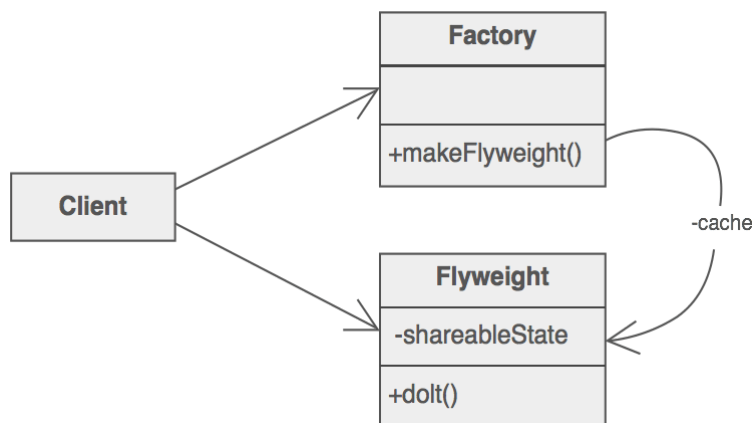 Factory
+makeFlyweight()
Client
-cache
Flyweight
-shareableState
+doIt()